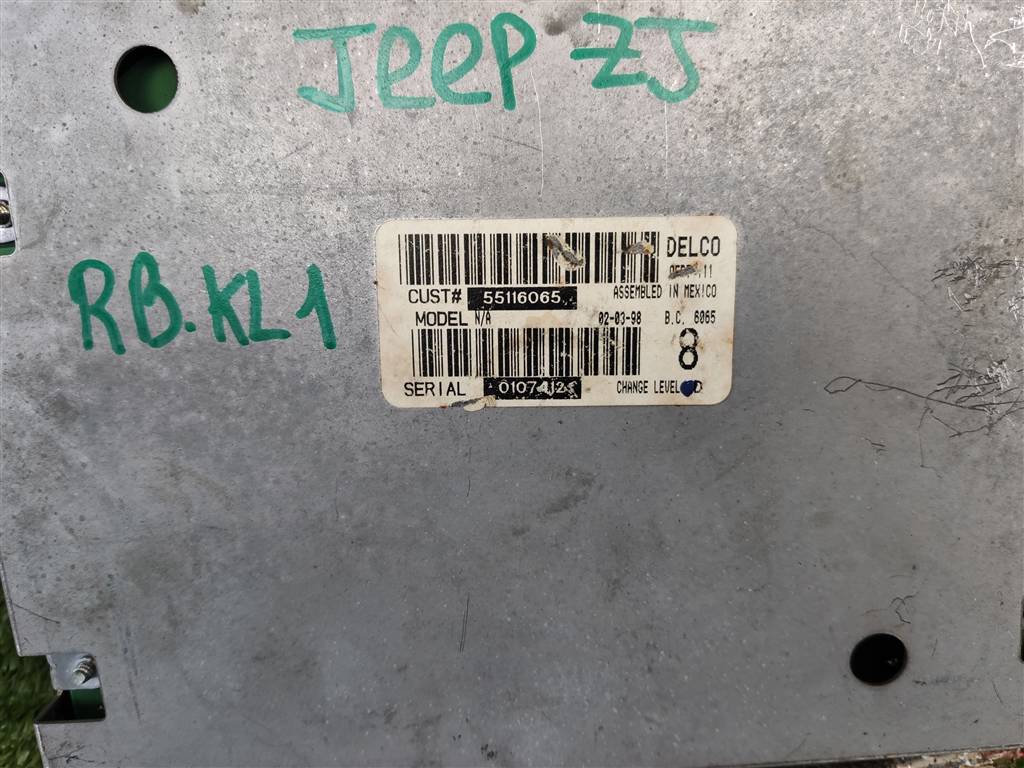 JEEP ZJ
RB.KL1
DELCO
CUST# 55116065
ASSEMBLED IN MEXICO
MODEL N/A 02-03-98 B.C. 6065
8
SERIAL CHANGE LEVEL